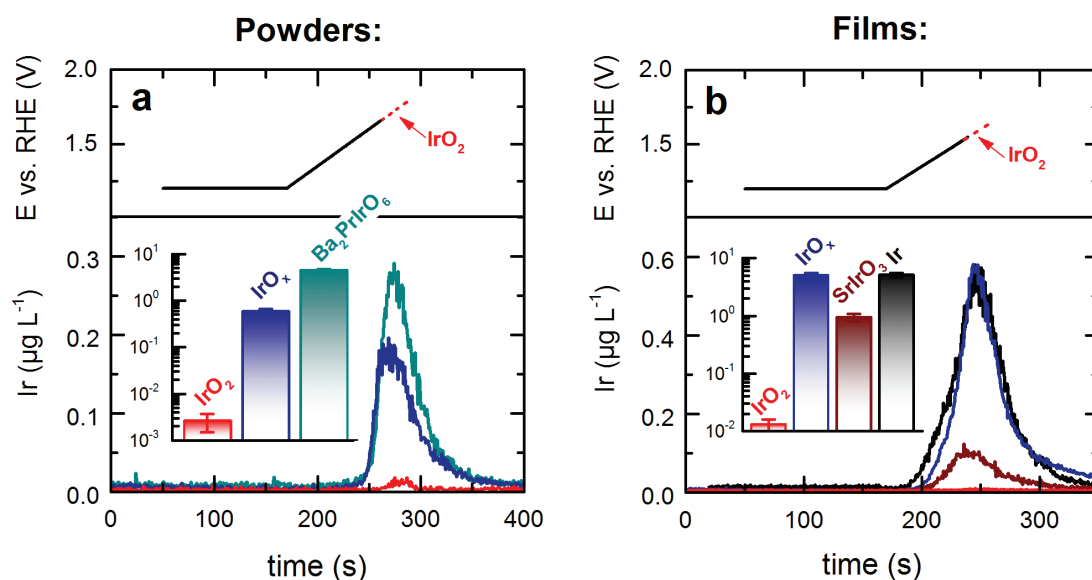 Powders:
Films:
a
E vs. RHE (V)
2.0
1.5
IrO₂
Ir (µg L⁻¹)
0.3
0.2
0.1
0.0
10¹
10⁰
10⁻¹
10⁻²
10⁻³
IrO₂
IrOₓ
Ba₂PrIrO₆
0 100 200 300 400
time (s)
b
E vs. RHE (V)
2.0
1.5
IrO₂
Ir (µg L⁻¹)
0.6
0.4
0.2
0.0
10¹
10⁰
10⁻¹
10⁻²
IrO₂
IrOₓ
SrIrO₃
Ir
0 100 200 300
time (s)